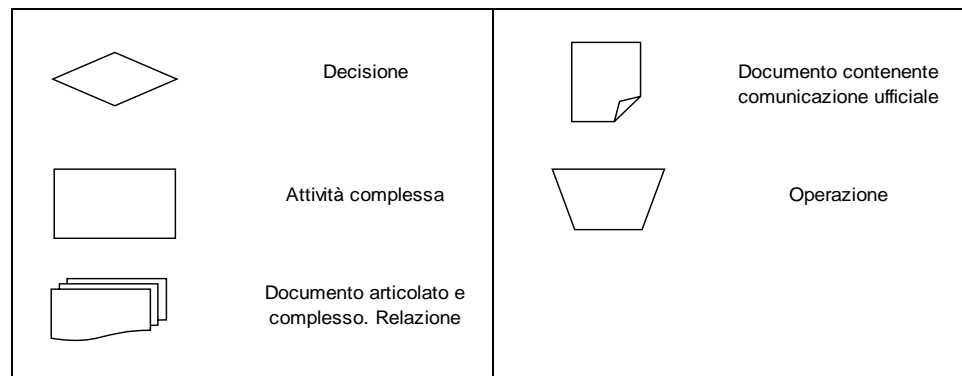 Decisione
Attività complessa
Documento articolato e
complesso. Relazione
Documento contenente
comunicazione ufficiale
Operazione